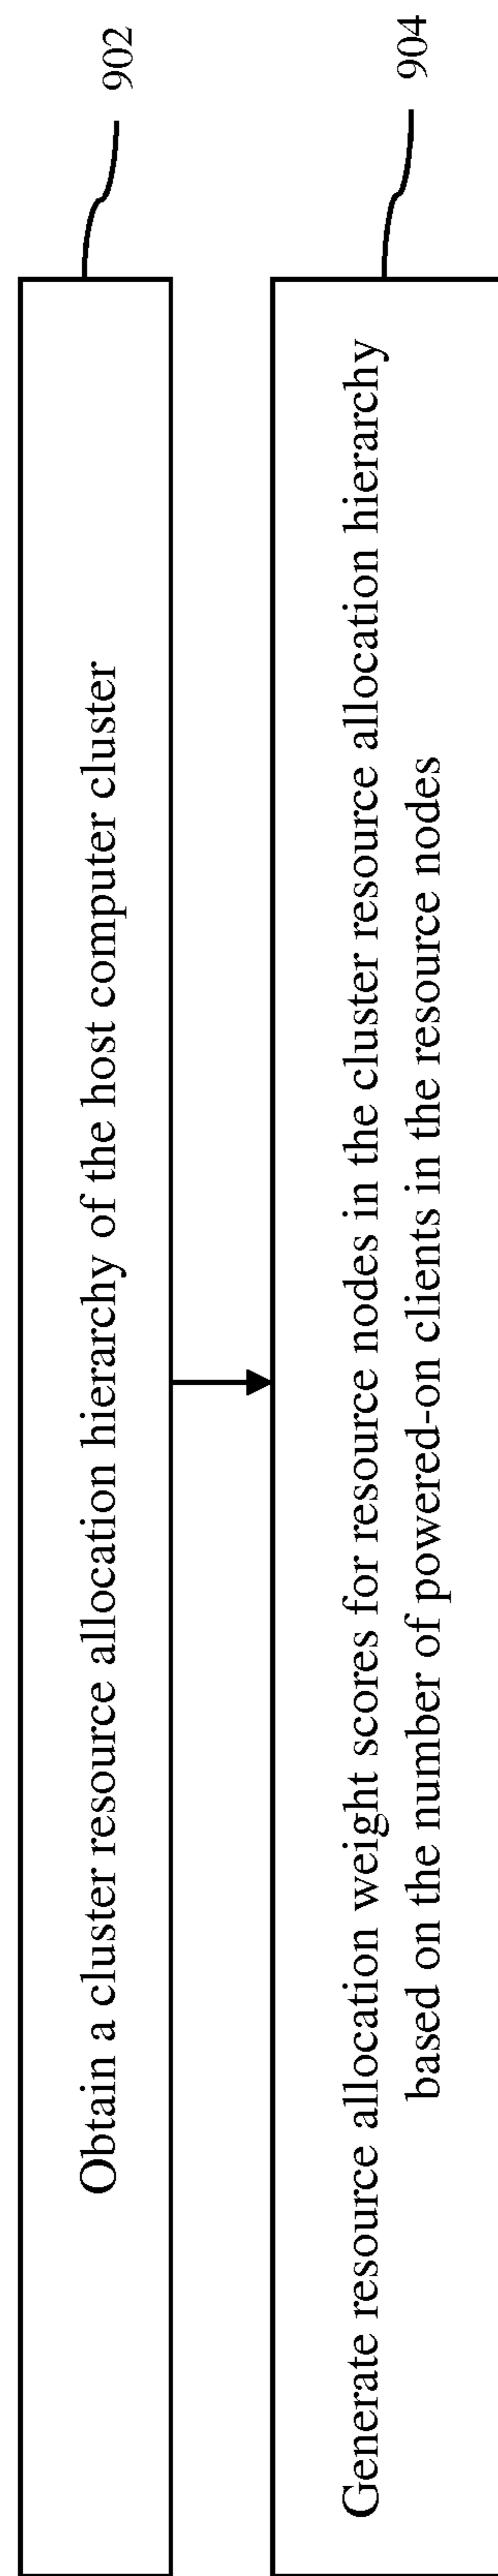 Obtain a cluster resource allocation hierarchy of the host computer cluster
902
Generate resource allocation weight scores for resource nodes in the cluster resource allocation hierarchy
based on the number of powered-on clients in the resource nodes
904